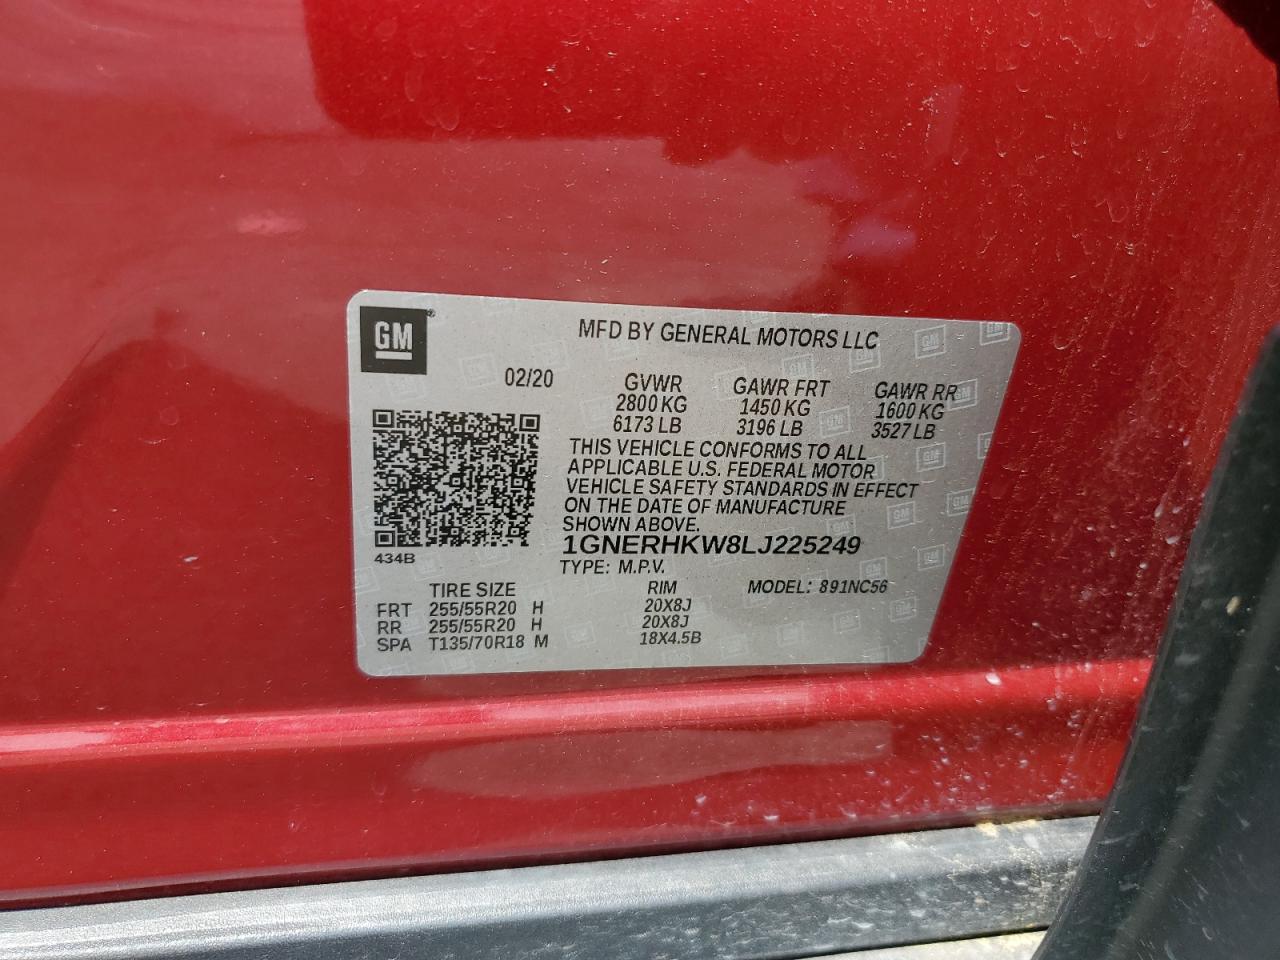 GM
MFD BY GENERAL MOTORS LLC
02/20
GVWR GAWR FRT GAWR RR
2800 KG 1450 KG 1600 KG
6173 LB 3196 LB 3527 LB
THIS VEHICLE CONFORMS TO ALL
APPLICABLE U.S. FEDERAL MOTOR
VEHICLE SAFETY STANDARDS IN EFFECT
ON THE DATE OF MANUFACTURE
SHOWN ABOVE.
434B
1GNERHKW8LJ225249
TYPE: M.P.V.
TIRE SIZE RIM MODEL: 891NC56
FRT 255/55R20 H 20X8J
RR 255/55R20 H 20X8J
SPA T135/70R18 M 18X4.5B